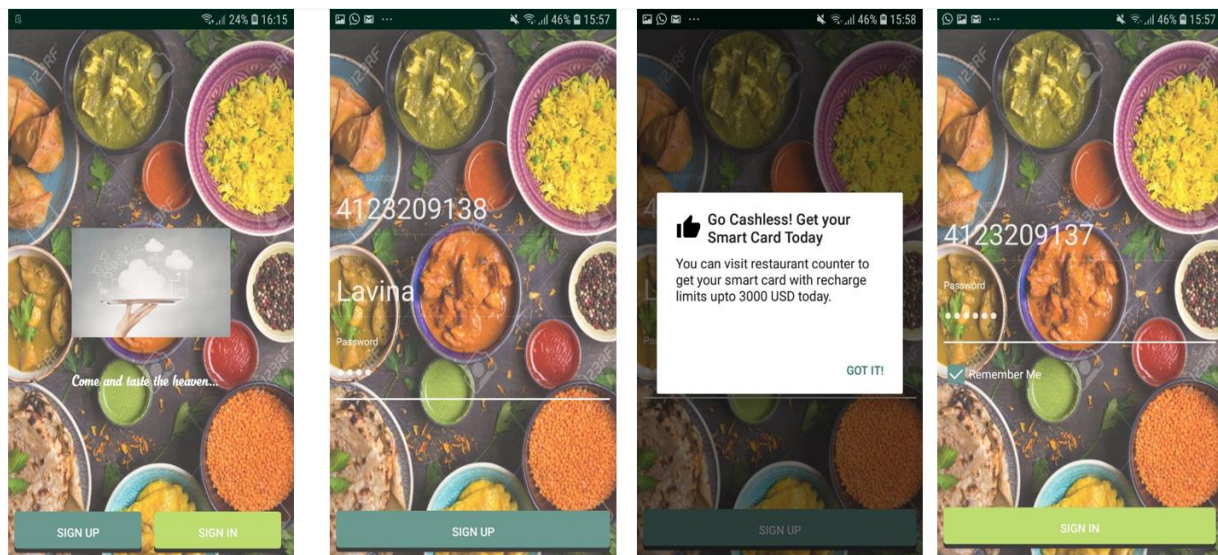 24% 16:15
Come and taste the heaven...
SIGN UP
SIGN IN
46% 15:57
4123209138
Lavina
Password
SIGN UP
46% 15:58
Go Cashless! Get your
Smart Card Today
You can visit restaurant counter to
get your smart card with recharge
limits upto 3000 USD today.
GOT IT!
SIGN UP
46% 15:57
4123209137
Password
Remember Me
SIGN IN
123RF